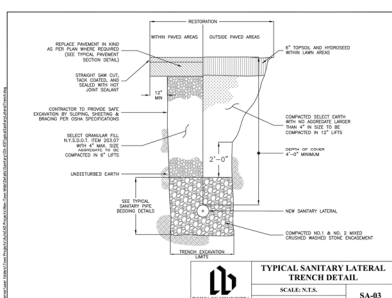 RESTORATION
WITHIN PAVED AREAS
OUTSIDE PAVED AREAS
REPLACE PAVEMENT IN KIND
AS PER PLAN WHERE REQUIRED
(SEE TYPICAL PAVEMENT
SECTION DETAIL)
6" TOPSOIL AND HYDROSEED
WITHIN LAWN AREAS
STRAIGHT SAW CUT,
TACK COATED, AND
SEALED WITH HOT
JOINT SEALANT
12"
MIN
CONTRACTOR TO PROVIDE SAFE
EXCAVATION BY SLOPING, SHEETING &
BRACING PER OSHA SPECIFICATIONS
COMPACTED SELECT EARTH
WITH NO AGGREGATE LARGER
THAN 4" IN SIZE TO BE
COMPACTED IN 12" LIFTS
SELECT GRANULAR FILL
N.Y.S.D.O.T. ITEM 203.07
WITH 4" MAX. SIZE
AGGREGATE TO BE
COMPACTED IN 6" LIFTS
2'-0"
DEPTH OF COVER
4'-0" MINIMUM
UNDISTURBED EARTH
SEE TYPICAL
SANITARY PIPE
BEDDING DETAILS
NEW SANITARY LATERAL
COMPACTED NO.1 & NO. 2 MIXED
CRUSHED WASHED STONE ENCASEMENT
TRENCH EXCAVATION
LIMITS
TYPICAL SANITARY LATERAL
TRENCH DETAIL
SCALE: N.T.S.
SA-03